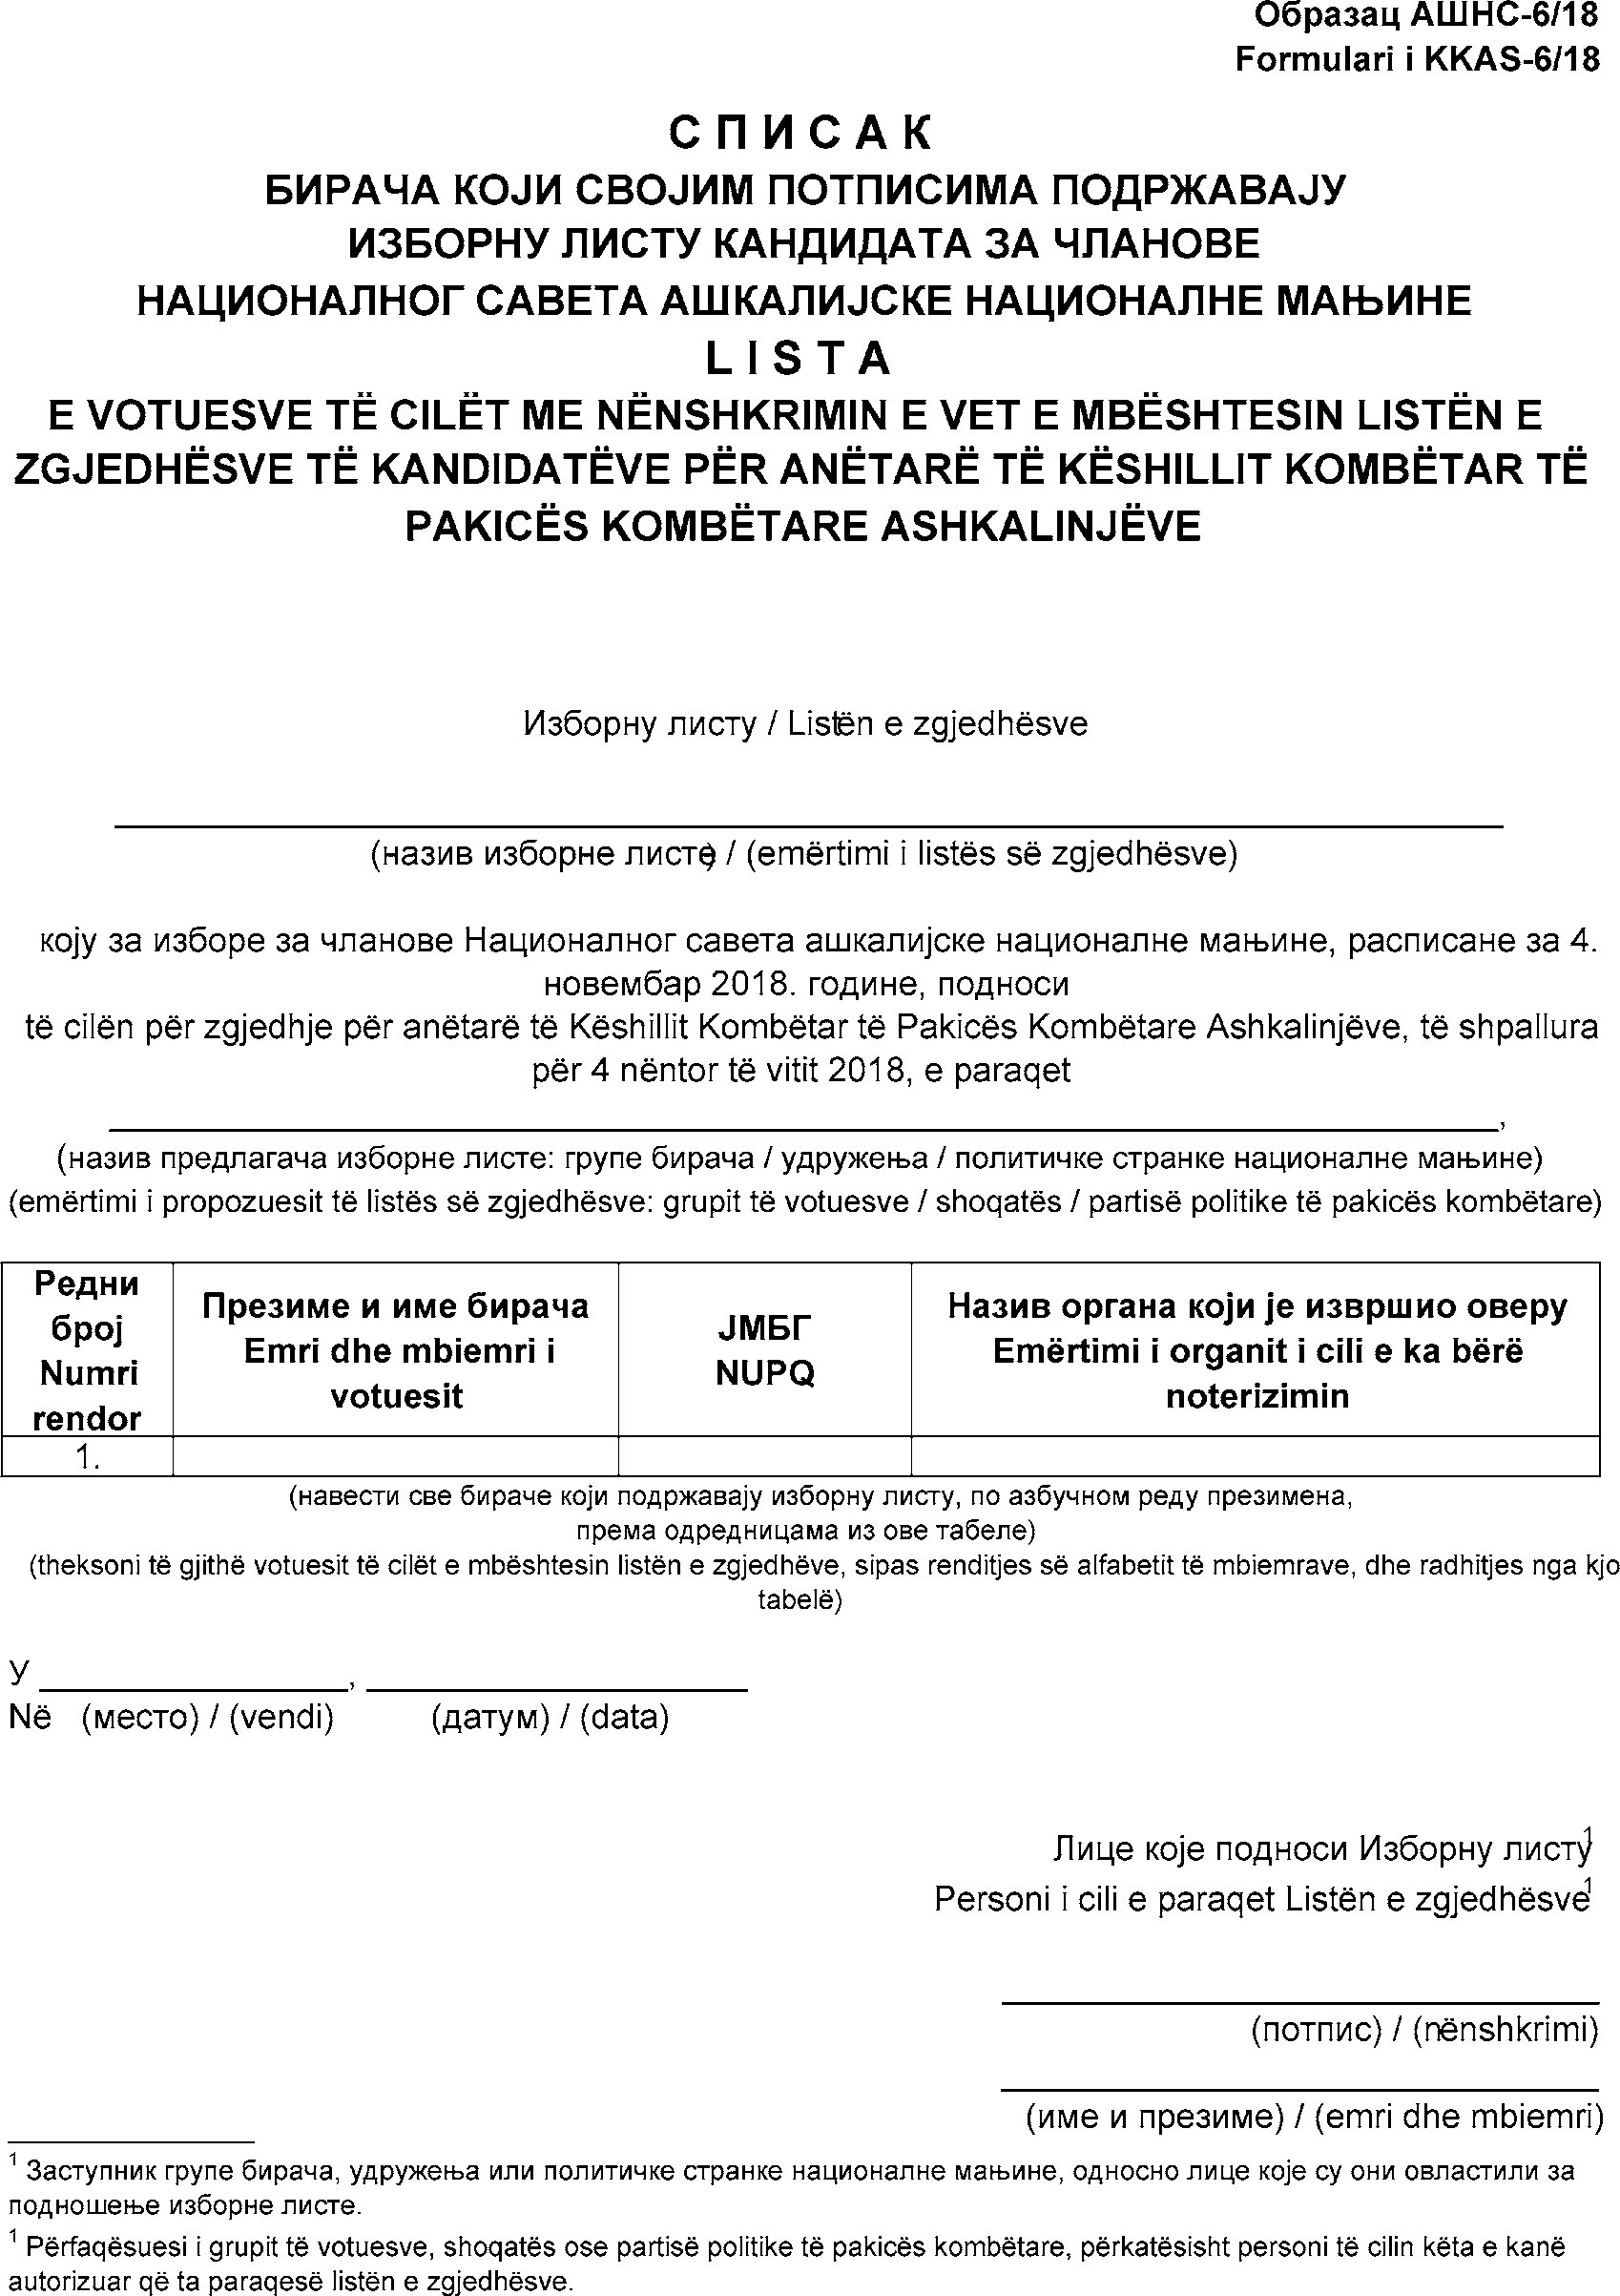 Образац АШНС-6/18
Formulari i KKAS-6/18
С П И С А К
БИРАЧА КОЈИ СВОЈИМ ПОТПИСИМА ПОДРЖАВАЈУ
ИЗБОРНУ ЛИСТУ КАНДИДАТА ЗА ЧЛАНОВЕ
НАЦИОНАЛНОГ САВЕТА АШКАЛИЈСКЕ НАЦИОНАЛНЕ МАЊИНЕ
L I S T A
E VOTUESVE TË CILËT ME NËNSHKRIMIN E VET E MBËSHTESIN LISTËN E
ZGJEDHËSVE TË KANDIDATËVE PËR ANËTARË TË KËSHILLIT KOMBËTAR TË
PAKICËS KOMBËTARE ASHKALINJËVE
Изборну листу / Listën e zgjedhësve
(назив изборне листе) / (emërtimi i listës së zgjedhësve)
коју за изборе за чланове Националног савета ашкалијске националне мањине, расписане за 4.
новембар 2018. године, подноси
të cilën për zgjedhje për anëtarë të Këshillit Kombëtar të Pakicës Kombëtare Ashkalinjëve, të shpallura
për 4 nëntor të vitit 2018, e paraqet
,
(назив предлагача изборне листе: групе бирача / удружења / политичке странке националне мањине)
(emërtimi i propozuesit të listës së zgjedhësve: grupit të votuesve / shoqatës / partisë politike të pakicës kombëtare)
Редни
број
Numri
rendor
Презиме и име бирача
Emri dhe mbiemri i
votuesit
ЈМБГ
NUPQ
Назив органа који је извршио оверу
Emërtimi i organit i cili e ka bërë
noterizimin
1.
(навести све бираче који подржавају изборну листу, по азбучном реду презимена,
према одредницама из ове табеле)
(theksoni të gjithë votuesit të cilët e mbështesin listën e zgjedhëve, sipas renditjes së alfabetit të mbiemrave, dhe radhitjes nga kjo
tabelë)
У ____________________, ____________________
Në (место) / (vendi) (датум) / (data)
Лице које подноси Изборну листу1
Personi i cili e paraqet Listën e zgjedhësve1
(потпис) / (nënshkrimi)
(име и презиме) / (emri dhe mbiemri)
1 Заступник групе бирача, удружења или политичке странке националне мањине, односно лице које су они овластили за
подношење изборне листе.
1 Përfaqësuesi i grupit të votuesve, shoqatës ose partisë politike të pakicës kombëtare, përkatësisht personi të cilin këta e kanë
autorizuar që ta paraqesë listën e zgjedhësve.